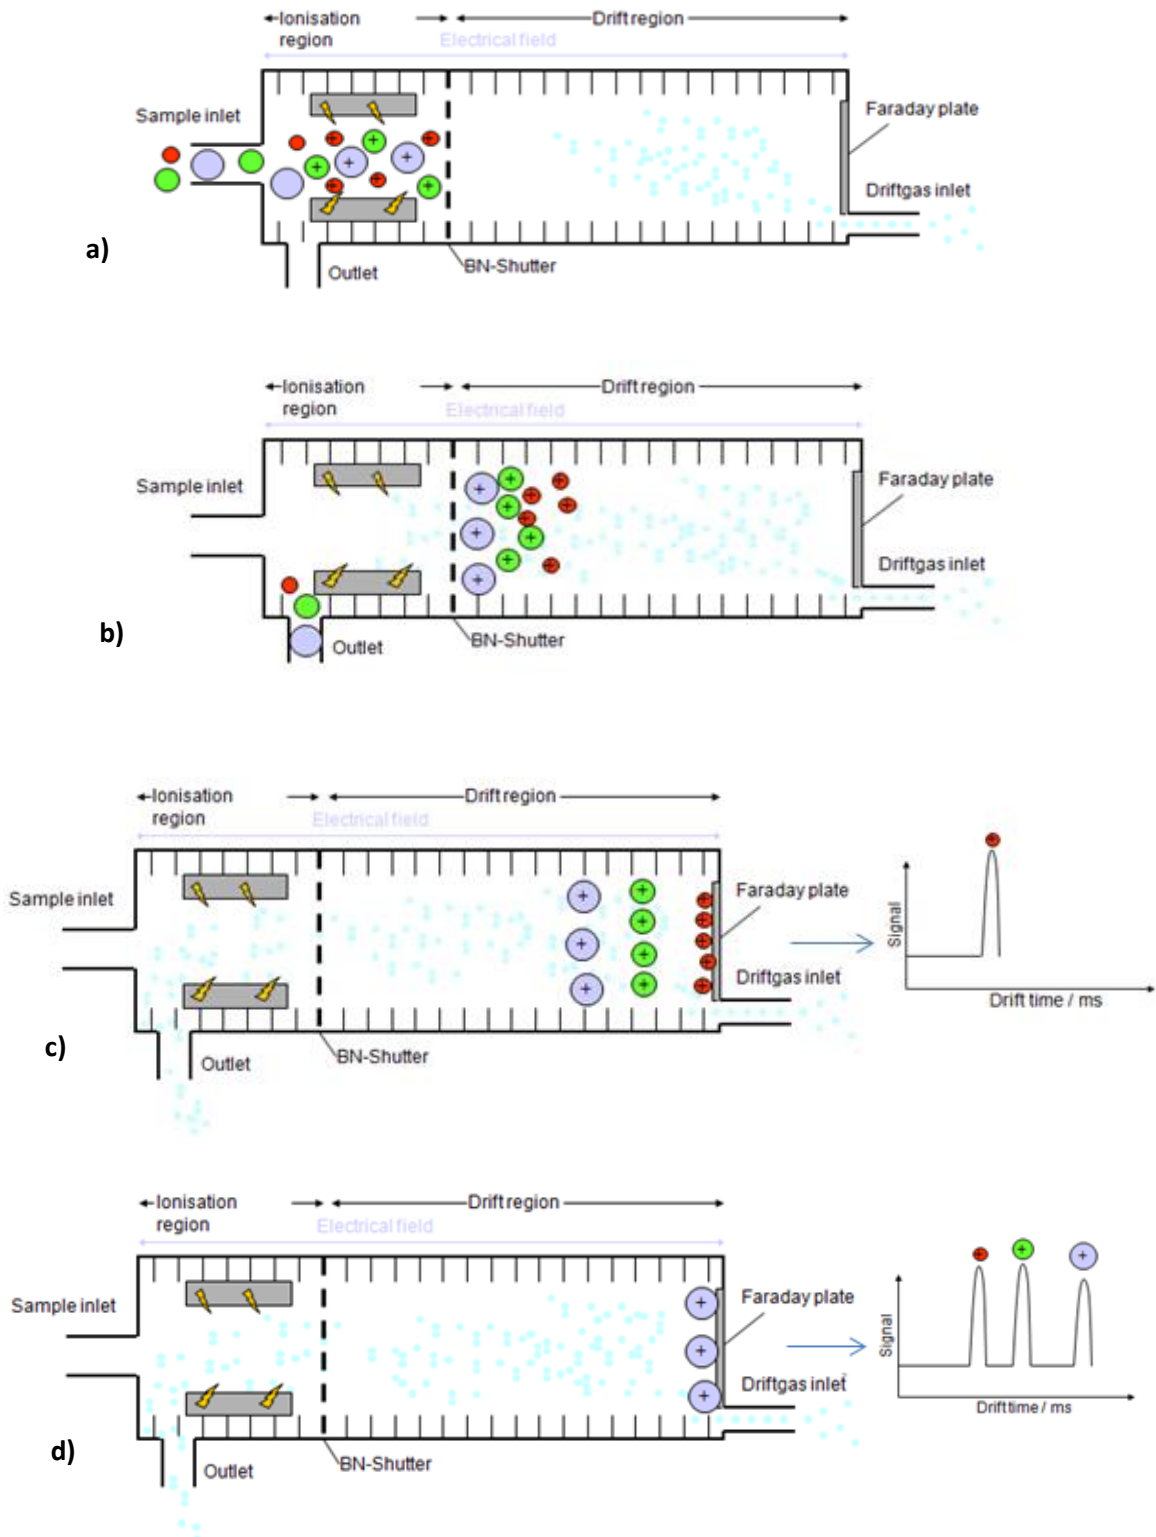 Ionisation
region
Drift region
Electrical field
Sample inlet
Faraday plate
Driftgas inlet
a)
Outlet
BN-Shutter
Ionisation
region
Drift region
Electrical field
Sample inlet
Faraday plate
Driftgas inlet
b)
Outlet
BN-Shutter
Ionisation
region
Drift region
Electrical field
Sample inlet
Faraday plate
Driftgas inlet
c)
Outlet
BN-Shutter
Signal
Drift time / ms
Ionisation
region
Drift region
Electrical field
Sample inlet
Faraday plate
Driftgas inlet
d)
Outlet
BN-Shutter
Signal
Drift time / ms